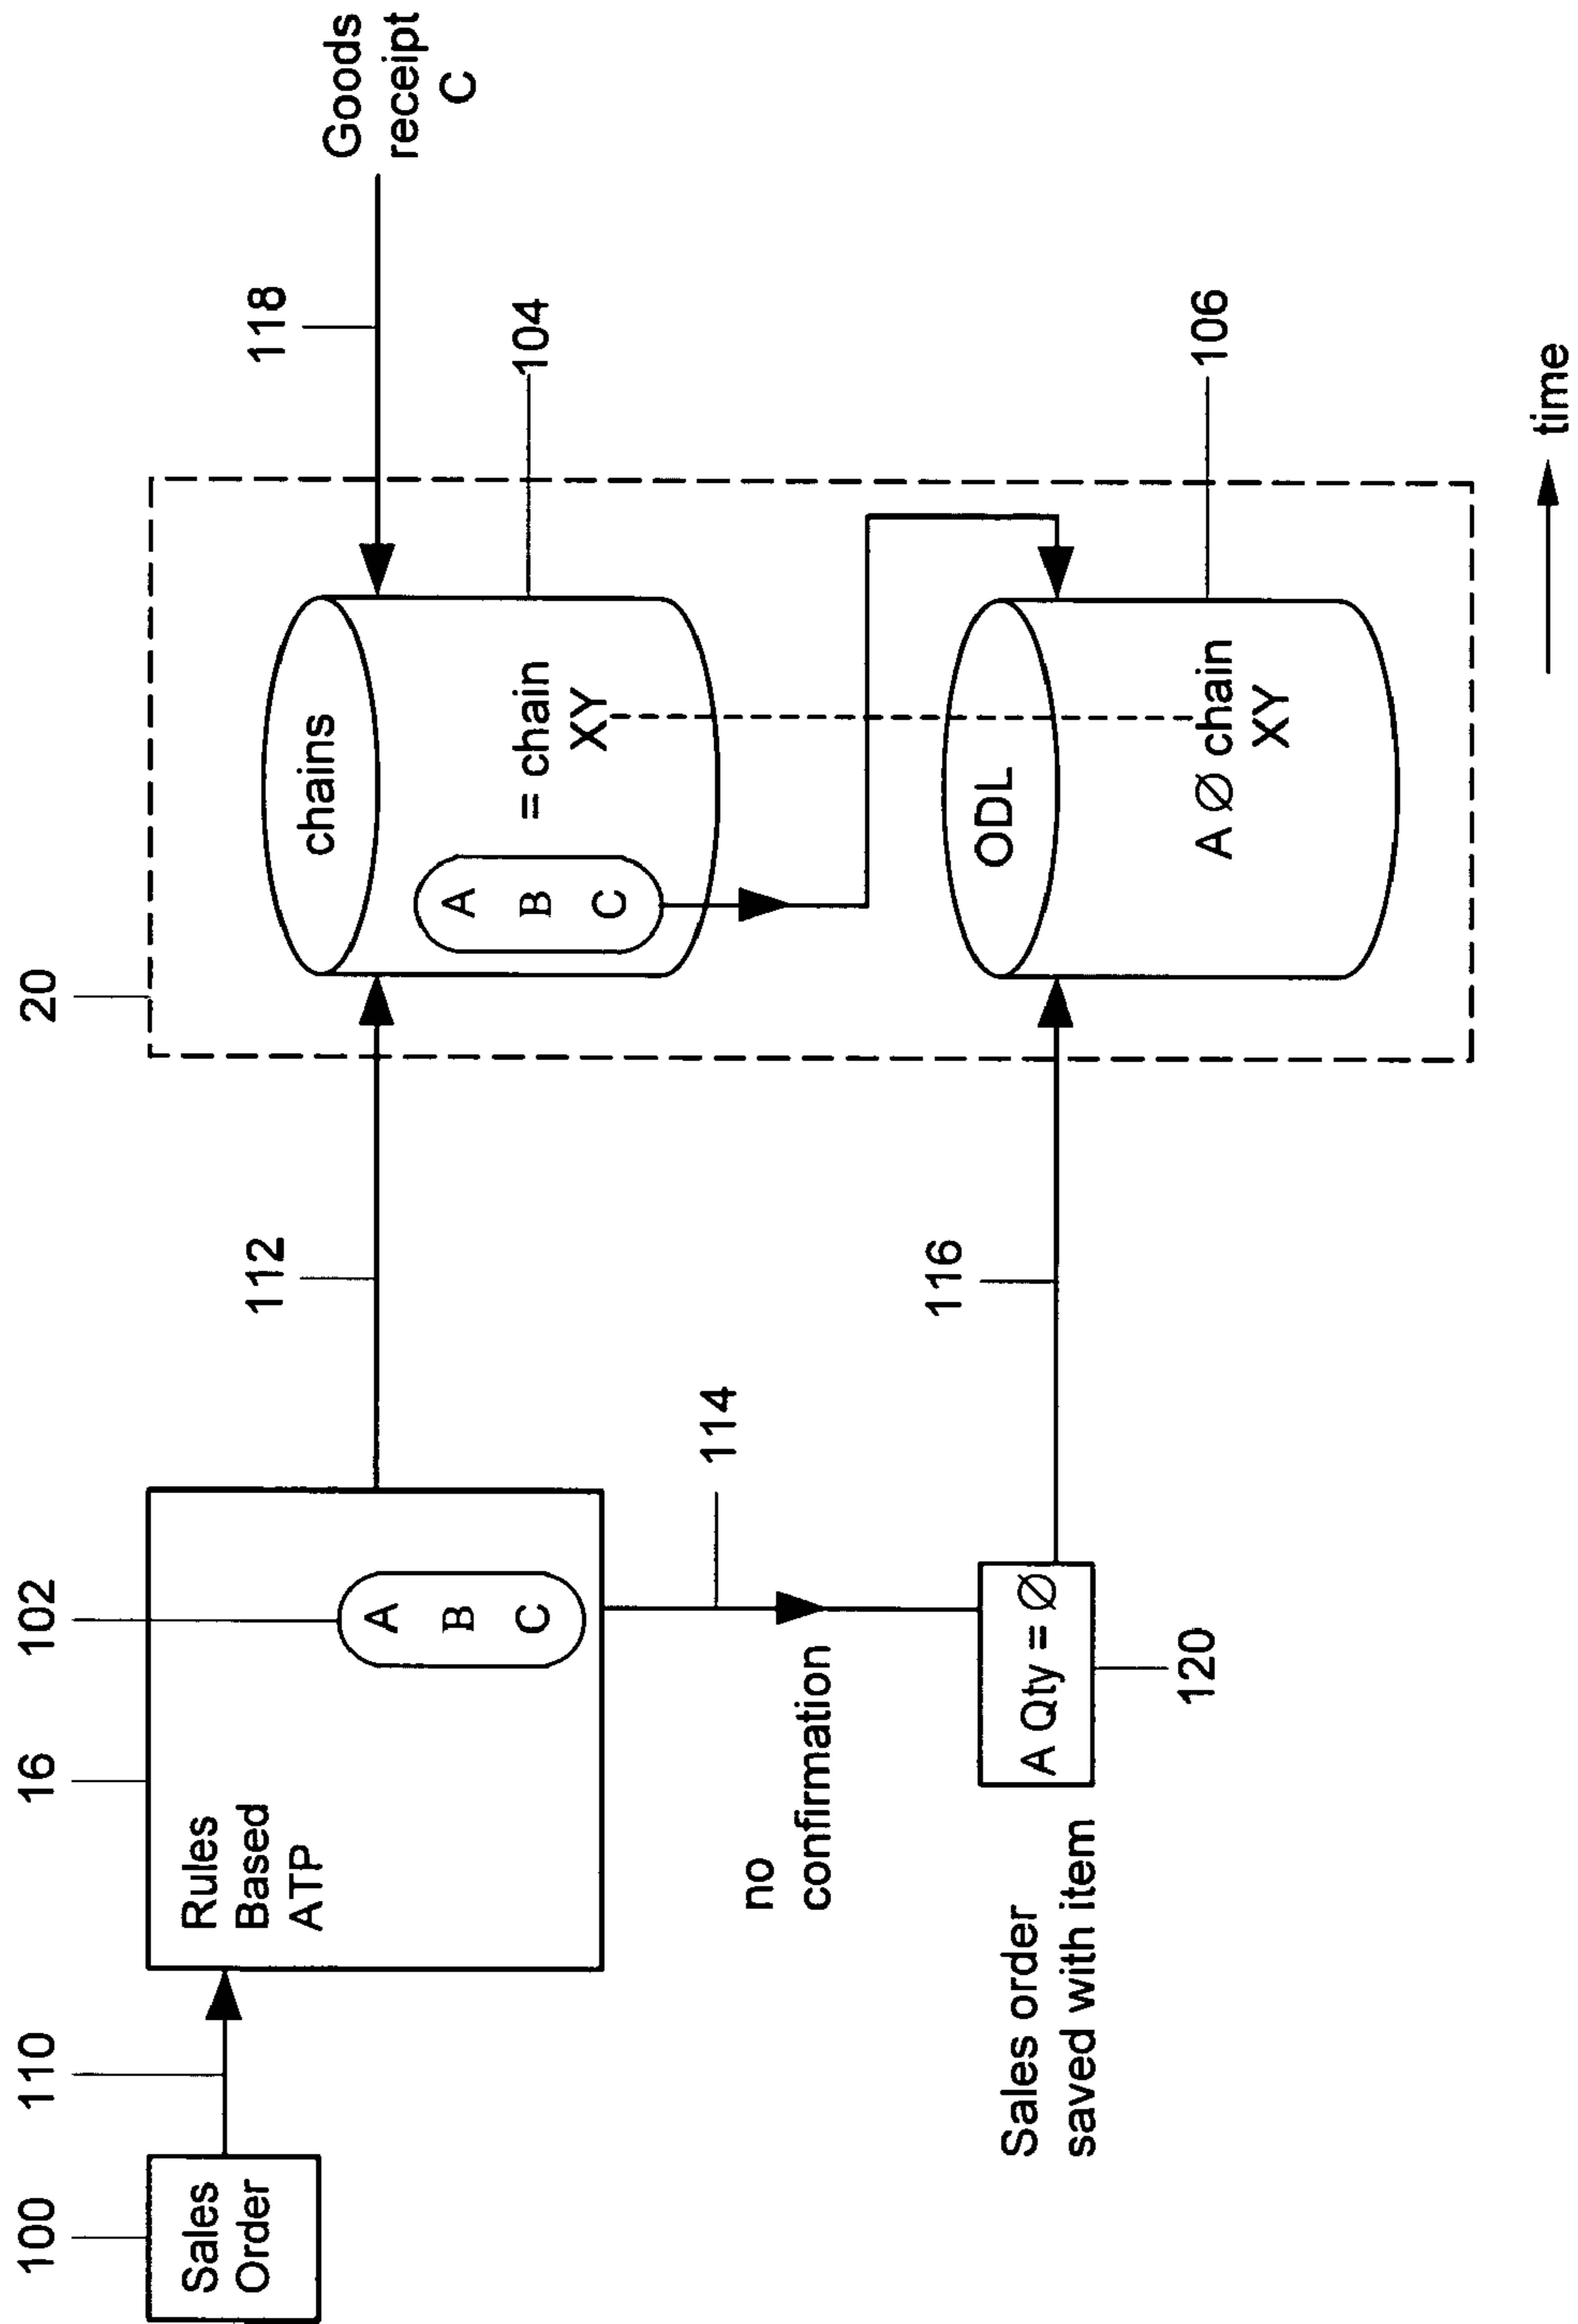 100
Sales
Order
110
16
102
Rules
Based
ATP
A
B
C
112
114
no
confirmation
Sales order
saved with item
A Qty = Ø
120
116
20
chains
A
B
C
= chain
XY
104
118
Goods
receipt
C
ODL
A Ø chain
XY
106
time